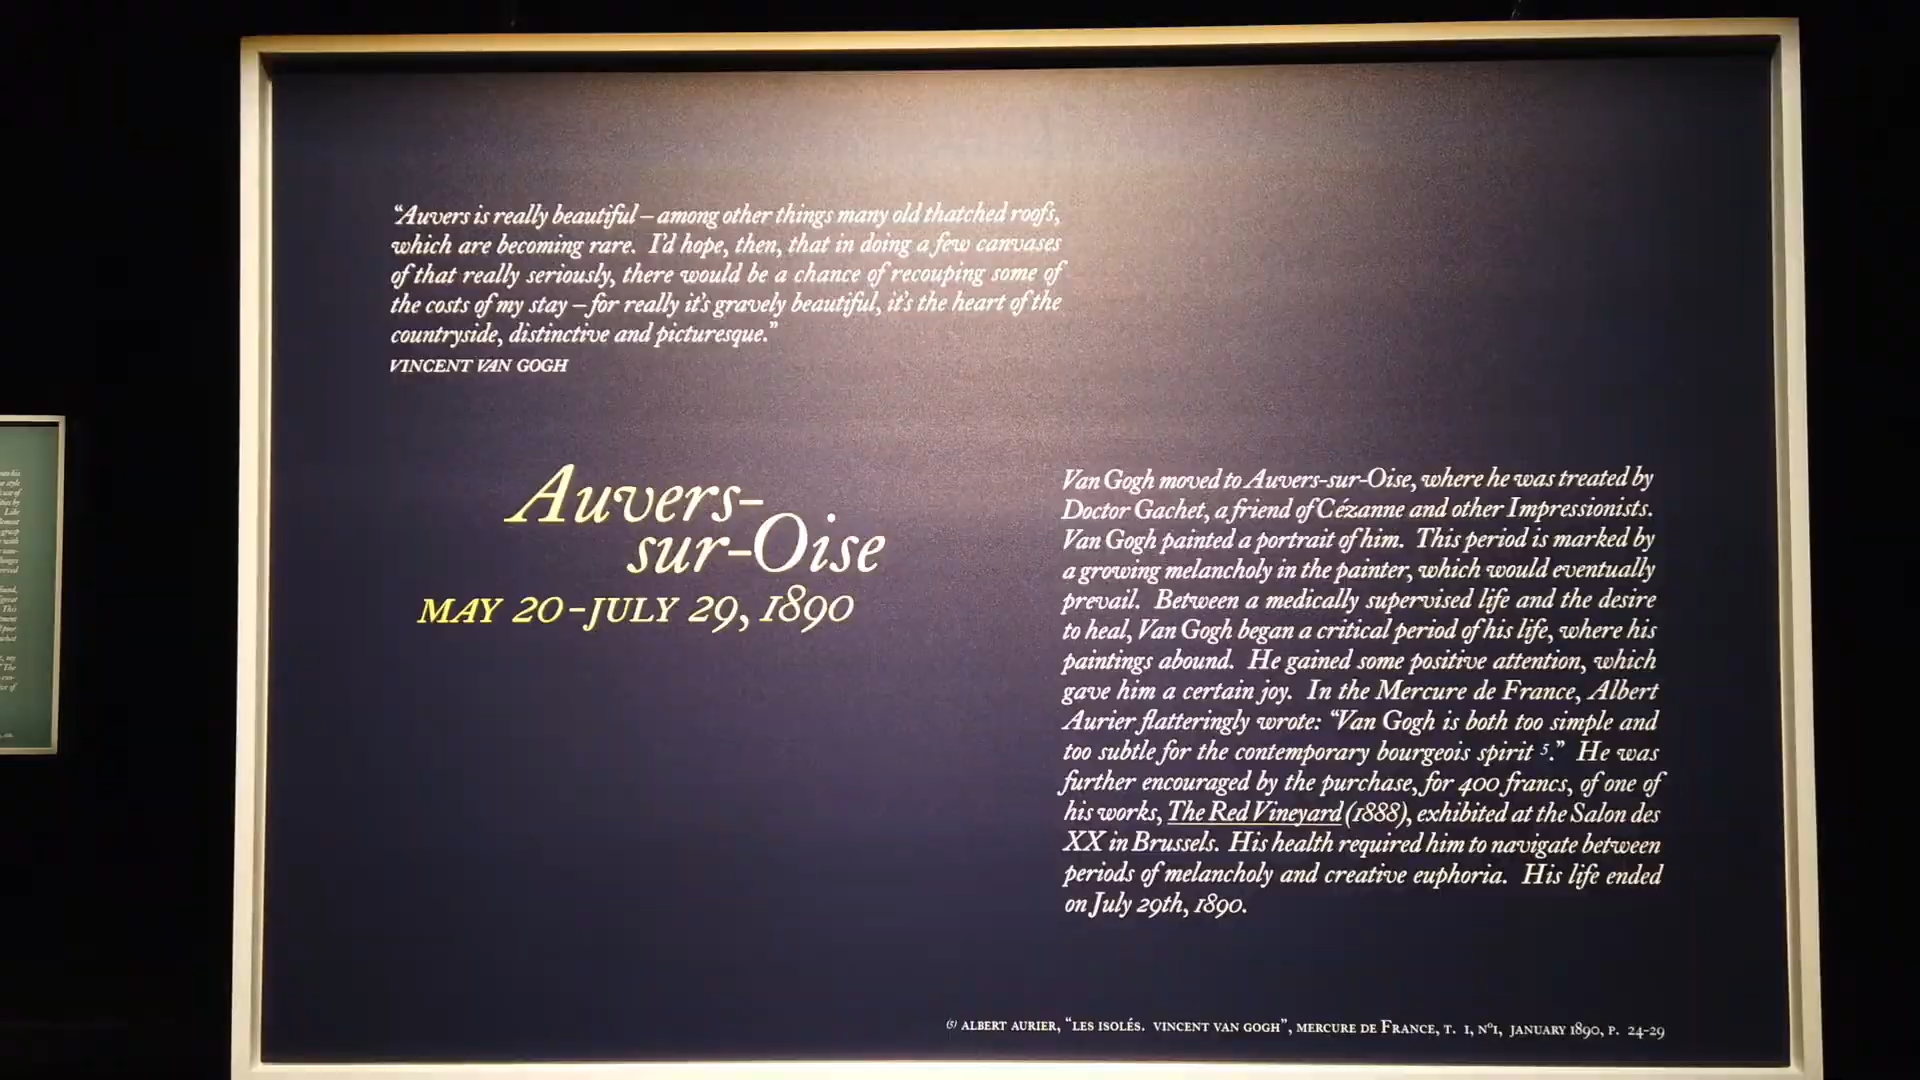 “Auvers is really beautiful – among other things many old thatched roofs,
which are becoming rare. I’d hope, then, that in doing a few canvases
of that really seriously, there would be a chance of recouping some of
the costs of my stay – for really it’s gravely beautiful, it’s the heart of the
countryside, distinctive and picturesque.”
VINCENT VAN GOGH
Auvers-
sur-Oise
MAY 20-JULY 29, 1890
Van Gogh moved to Auvers-sur-Oise, where he was treated by
Doctor Gachet, a friend of Cézanne and other Impressionists.
Van Gogh painted a portrait of him. This period is marked by
a growing melancholy in the painter, which would eventually
prevail. Between a medically supervised life and the desire
to heal, Van Gogh began a critical period of his life, where his
paintings abound. He gained some positive attention, which
gave him a certain joy. In the Mercure de France, Albert
Aurier flatteringly wrote: “Van Gogh is both too simple and
too subtle for the contemporary bourgeois spirit 5.” He was
further encouraged by the purchase, for 400 francs, of one of
his works, The Red Vineyard (1888), exhibited at the Salon des
XX in Brussels. His health required him to navigate between
periods of melancholy and creative euphoria. His life ended
on July 29th, 1890.
(5) ALBERT AURIER, “LES ISOLÉS. VINCENT VAN GOGH”, MERCURE DE FRANCE, T. 1, N°1, JANUARY 1890, P. 24-29